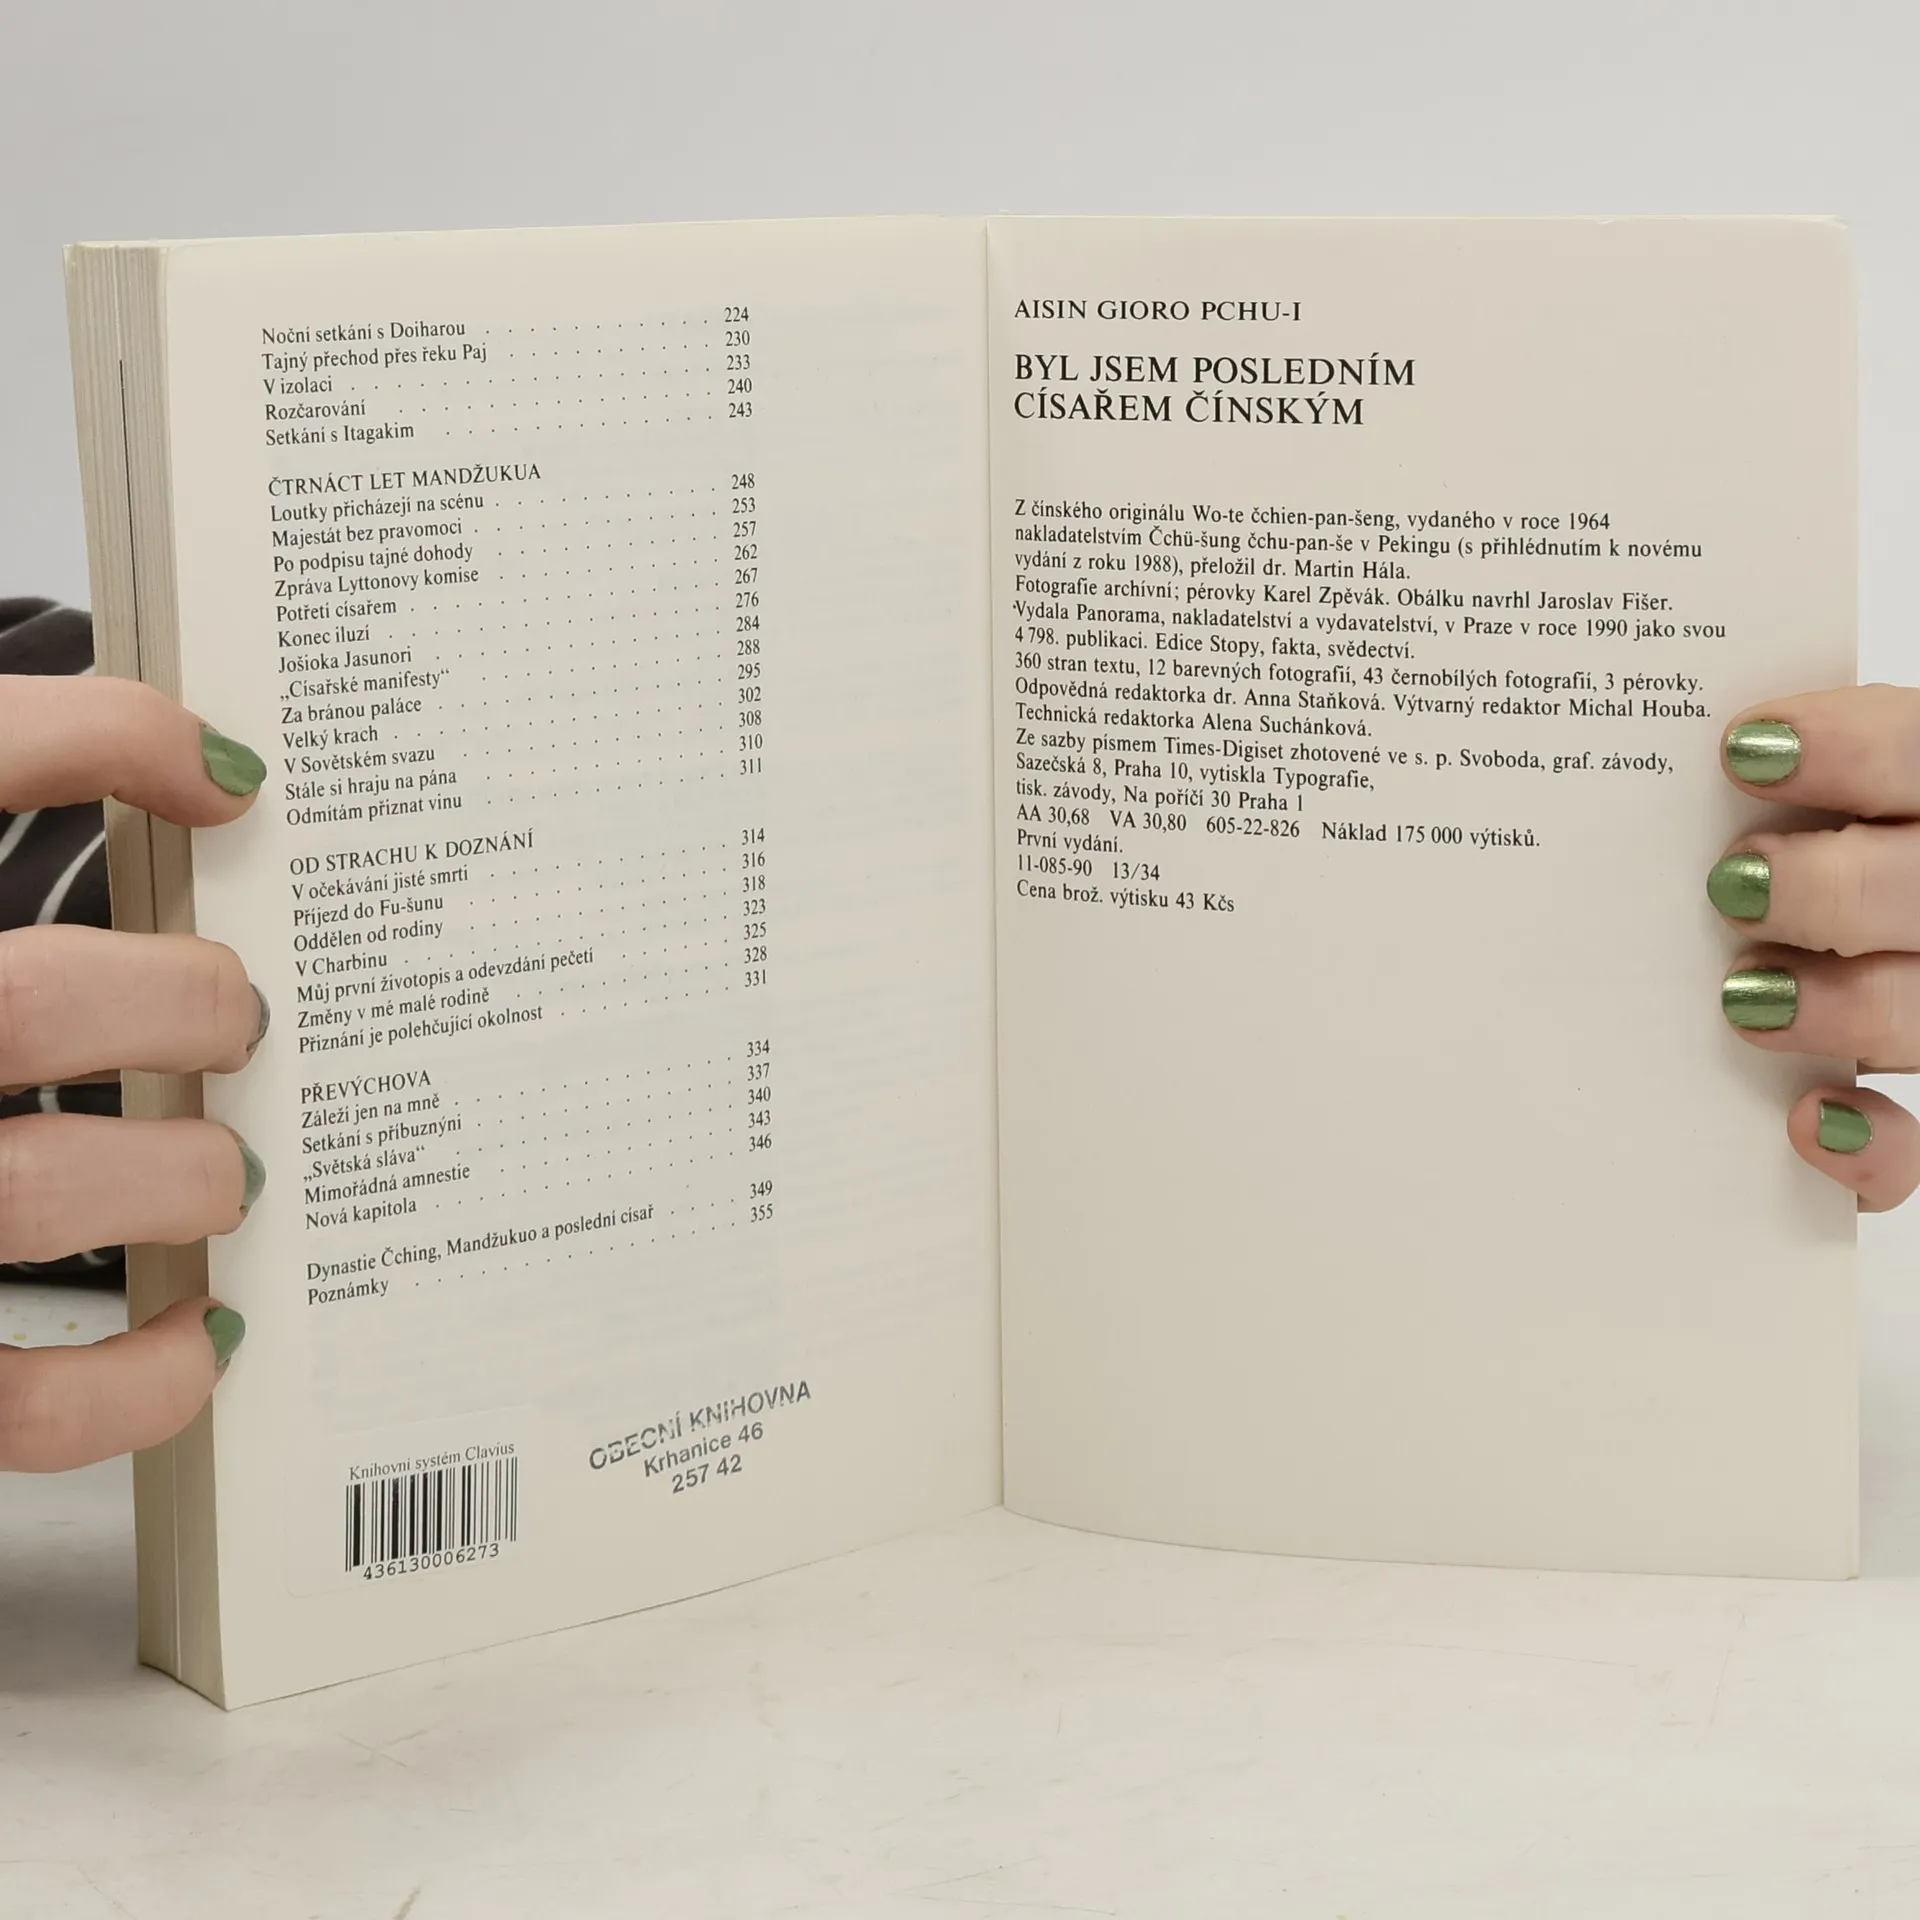 Noční setkání s Doiharou . . . . . . . . . . . 224
Tajný přechod přes řeku Paj . . . . . . . . . . 230
V izolaci . . . . . . . . . . . . . . . . . 233
Rozčarování . . . . . . . . . . . . . . . 240
Setkání s Itagakim . . . . . . . . . . . . . 243
ČTRNÁCT LET MANDŽUKUA
Loutky přicházejí na scénu . . . . . . . . . . . 248
Majestát bez pravomoci . . . . . . . . . . . . 253
Po podpisu tajné dohody . . . . . . . . . . . 257
Zpráva Lyttonovy komise . . . . . . . . . . . 262
Potřetí císařem . . . . . . . . . . . . . . . 267
Konec iluzí . . . . . . . . . . . . . . . . 276
Jošioka Jasunori . . . . . . . . . . . . . . 284
„Císařské manifesty“ . . . . . . . . . . . . 288
Za bránou paláce . . . . . . . . . . . . . . 295
Velký krach . . . . . . . . . . . . . . . . 302
V Sovětském svazu . . . . . . . . . . . . . 308
Stále si hraju na pána . . . . . . . . . . . . 310
Odmítám přiznat vinu . . . . . . . . . . . . 311
OD STRACHU K DOZNÁNÍ
V očekávání jisté smrti . . . . . . . . . . . . 314
Příjezd do Fu-šunu . . . . . . . . . . . . . 316
Oddělen od rodiny . . . . . . . . . . . . . 318
V Charbinu . . . . . . . . . . . . . . . . 323
Můj první životopis a odevzdání pečetí . . . . . . 325
Změny v mé malé rodině . . . . . . . . . . . 328
Přiznání je polehčující okolnost . . . . . . . . . 331
PŘEVÝCHOVA
Záleží jen na mně . . . . . . . . . . . . . . 334
Setkání s příbuznýni . . . . . . . . . . . . . 337
„Světská sláva“ . . . . . . . . . . . . . . 340
Mimořádná amnestie . . . . . . . . . . . . 343
Nová kapitola . . . . . . . . . . . . . . . 346
Dynastie Čching, Mandžukuo a poslední císař . . . . 349
Poznámky . . . . . . . . . . . . . . . . 355
Knihovní systém Clavius
436130006273
OBECNÍ KNIHOVNA
Krhanice 46
257 42
AISIN GIORO PCHU-I
BYL JSEM POSLEDNÍM
CÍSAŘEM ČÍNSKÝM
Z čínského originálu Wo-te čchien-pan-šeng, vydaného v roce 1964
nakladatelstvím Čchü-šung čchu-pan-še v Pekingu (s přihlédnutím k novému
vydání z roku 1988), přeložil dr. Martin Hála.
Fotografie archívní; pérovky Karel Zpěvák. Obálku navrhl Jaroslav Fišer.
Vydala Panorama, nakladatelství a vydavatelství, v Praze v roce 1990 jako svou
4 798. publikaci. Edice Stopy, fakta, svědectví.
360 stran textu, 12 barevných fotografií, 43 černobílých fotografií, 3 pérovky.
Odpovědná redaktorka dr. Anna Staňková. Výtvarný redaktor Michal Houba.
Technická redaktorka Alena Suchánková.
Ze sazby písmem Times-Digiset zhotovené ve s. p. Svoboda, graf. závody,
Sazečská 8, Praha 10, vytiskla Typografie,
tisk. závody, Na poříčí 30 Praha 1
AA 30,68 VA 30,80 605-22-826 Náklad 175 000 výtisků.
První vydání.
11-085-90 13/34
Cena brož. výtisku 43 Kčs